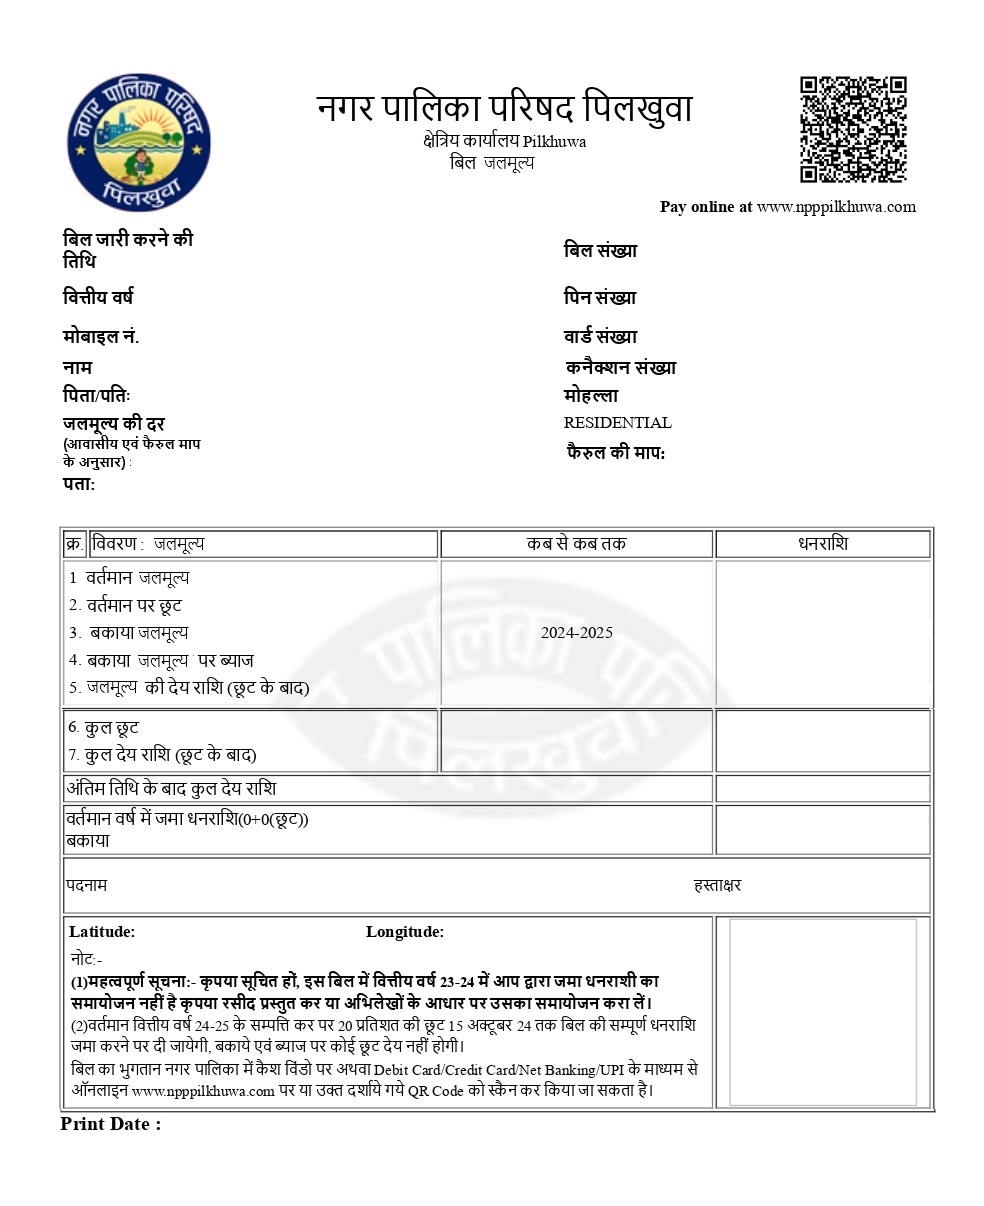 नगर पालिका परिषद
पिलखुवा
नगर पालिका परिषद पिलखुवा
क्षेत्रिय कार्यालय Pilkhuwa
बिल जलमूल्य
Pay online at www.npppilkhuwa.com
बिल जारी करने की
तिथि
बिल संख्या
वित्तीय वर्ष
पिन संख्या
मोबाइल नं.
वार्ड संख्या
नाम
कनैक्शन संख्या
पिता/पतिः
मोहल्ला
जलमूल्य की दर
RESIDENTIAL
(आवासीय एवं फैरुल माप
के अनुसार) :
फैरुल की माप:
पता:
क्र. विवरण : जलमूल्य कब से कब तक धनराशि
1 वर्तमान जलमूल्य
2. वर्तमान पर छूट
3. बकाया जलमूल्य 2024-2025
4. बकाया जलमूल्य पर ब्याज
5. जलमूल्य की देय राशि (छूट के बाद)
6. कुल छूट
7. कुल देय राशि (छूट के बाद)
अंतिम तिथि के बाद कुल देय राशि
वर्तमान वर्ष में जमा धनराशि(0+0(छूट))
बकाया
पदनाम हस्ताक्षर
Latitude: Longitude:
नोट:-
(1)महत्वपूर्ण सूचना:- कृपया सूचित हों, इस बिल में वित्तीय वर्ष 23-24 में आप द्वारा जमा धनराशी का
समायोजन नहीं है कृपया रसीद प्रस्तुत कर या अभिलेखों के आधार पर उसका समायोजन करा लें।
(2)वर्तमान वित्तीय वर्ष 24-25 के सम्पत्ति कर पर 20 प्रतिशत की छूट 15 अक्टूबर 24 तक बिल की सम्पूर्ण धनराशि
जमा करने पर दी जायेगी, बकाये एवं ब्याज पर कोई छूट देय नहीं होगी।
बिल का भुगतान नगर पालिका में कैश विंडो पर अथवा Debit Card/Credit Card/Net Banking/UPI के माध्यम से
ऑनलाइन www.npppilkhuwa.com पर या उक्त दर्शाये गये QR Code को स्कैन कर किया जा सकता है।
Print Date :